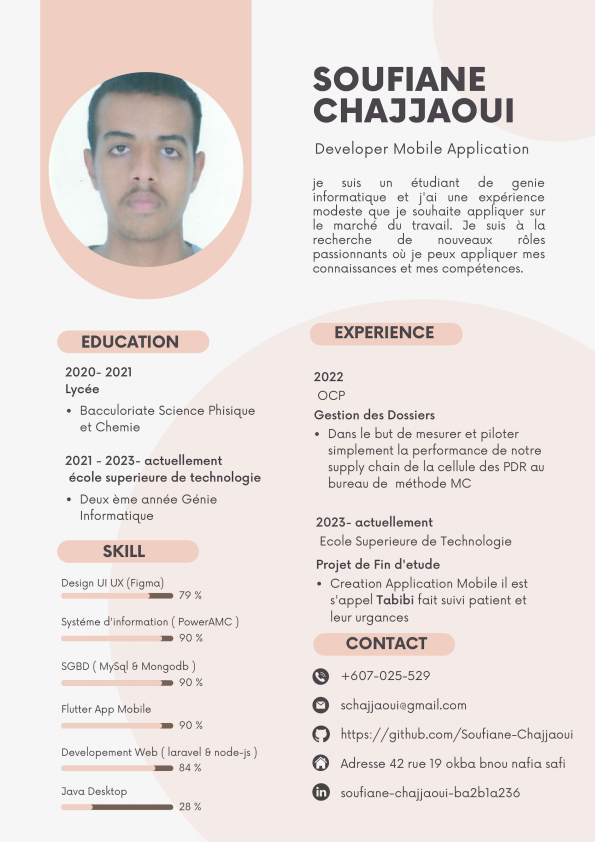 SOUFIANE
CHAJJAOUI
Developer Mobile Application
je suis un étudiant de genie
informatique et j'ai une expérience
modeste que je souhaite appliquer sur
le marché du travail. Je suis à la
recherche de nouveaux rôles
passionnants où je peux appliquer mes
connaissances et mes compétences.
EDUCATION
2020- 2021
Lycée
• Bacculoriate Science Phisique
et Chemie
2021 - 2023- actuellement
école superieure de technologie
• Deux ème année Génie
Informatique
SKILL
Design UI UX (Figma)
79 %
Systéme d'information ( PowerAMC )
90 %
SGBD ( MySql & Mongodb )
90 %
Flutter App Mobile
90 %
Developement Web ( laravel & node-js )
84 %
Java Desktop
28 %
EXPERIENCE
2022
OCP
Gestion des Dossiers
• Dans le but de mesurer et piloter
simplement la performance de notre
supply chain de la cellule des PDR au
bureau de méthode MC
2023- actuellement
Ecole Superieure de Technologie
Projet de Fin d'etude
• Creation Application Mobile il est
s'appel Tabibi fait suivi patient et
leur urgances
CONTACT
+607-025-529
schajjaoui@gmail.com
https://github.com/Soufiane-Chajjaoui
Adresse 42 rue 19 okba bnou nafia safi
soufiane-chajjaoui-ba2b1a236